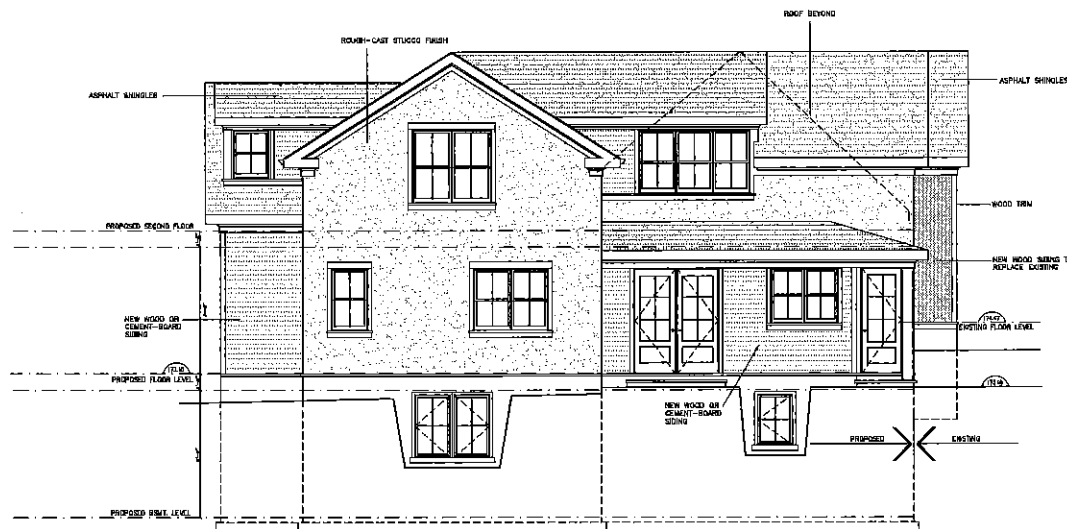 ROOF BEYOND
ROUGH-CAST STUCCO FINISH
ASPHALT SHINGLES
ASPHALT SHINGLES
WOOD TRIM
PROPOSED SECOND FLOOR
NEW WOOD SIDING T
REPLACE EXISTING
NEW WOOD OR
CEMENT-BOARD
SIDING
EXISTING FLOOR LEVEL
PROPOSED FLOOR LEVEL
NEW WOOD OR
CEMENT-BOARD
SIDING
PROPOSED
EXISTING
PROPOSED BSMT. LEVEL